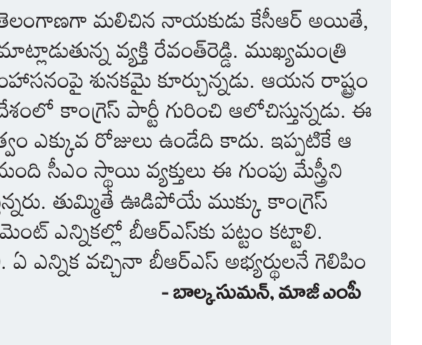 తెలంగాణగా మలిచిన నాయకుడు కేసీఆర్ అయితే,
మాట్లాడుతున్న వ్యక్తి రేవంత్‌రెడ్డి. ముఖ్యమంత్రి
ంహాసనంపై శునకమై కూర్చున్నడు. ఆయన రాష్ట్రం
దేశంలో కాంగ్రెస్ పార్టీ గురించి ఆలోచిస్తున్నడు. ఈ
త్వం ఎక్కువ రోజులు ఉండేది కాదు. ఇప్పటికే ఆ
మంది సీఎం స్థాయి వ్యక్తులు ఈ గుంపు మేస్త్రీని
న్నరు. తుమ్మితే ఊడిపోయే ముక్కు కాంగ్రెస్
మెంట్ ఎన్నికల్లో బీఆర్ఎస్‌కు పట్టం కట్టాలి.
. ఏ ఎన్నిక వచ్చినా బీఆర్ఎస్ అభ్యర్థులనే గెలిపిం
- బాల్క సుమన్, మాజీ ఎంపీ